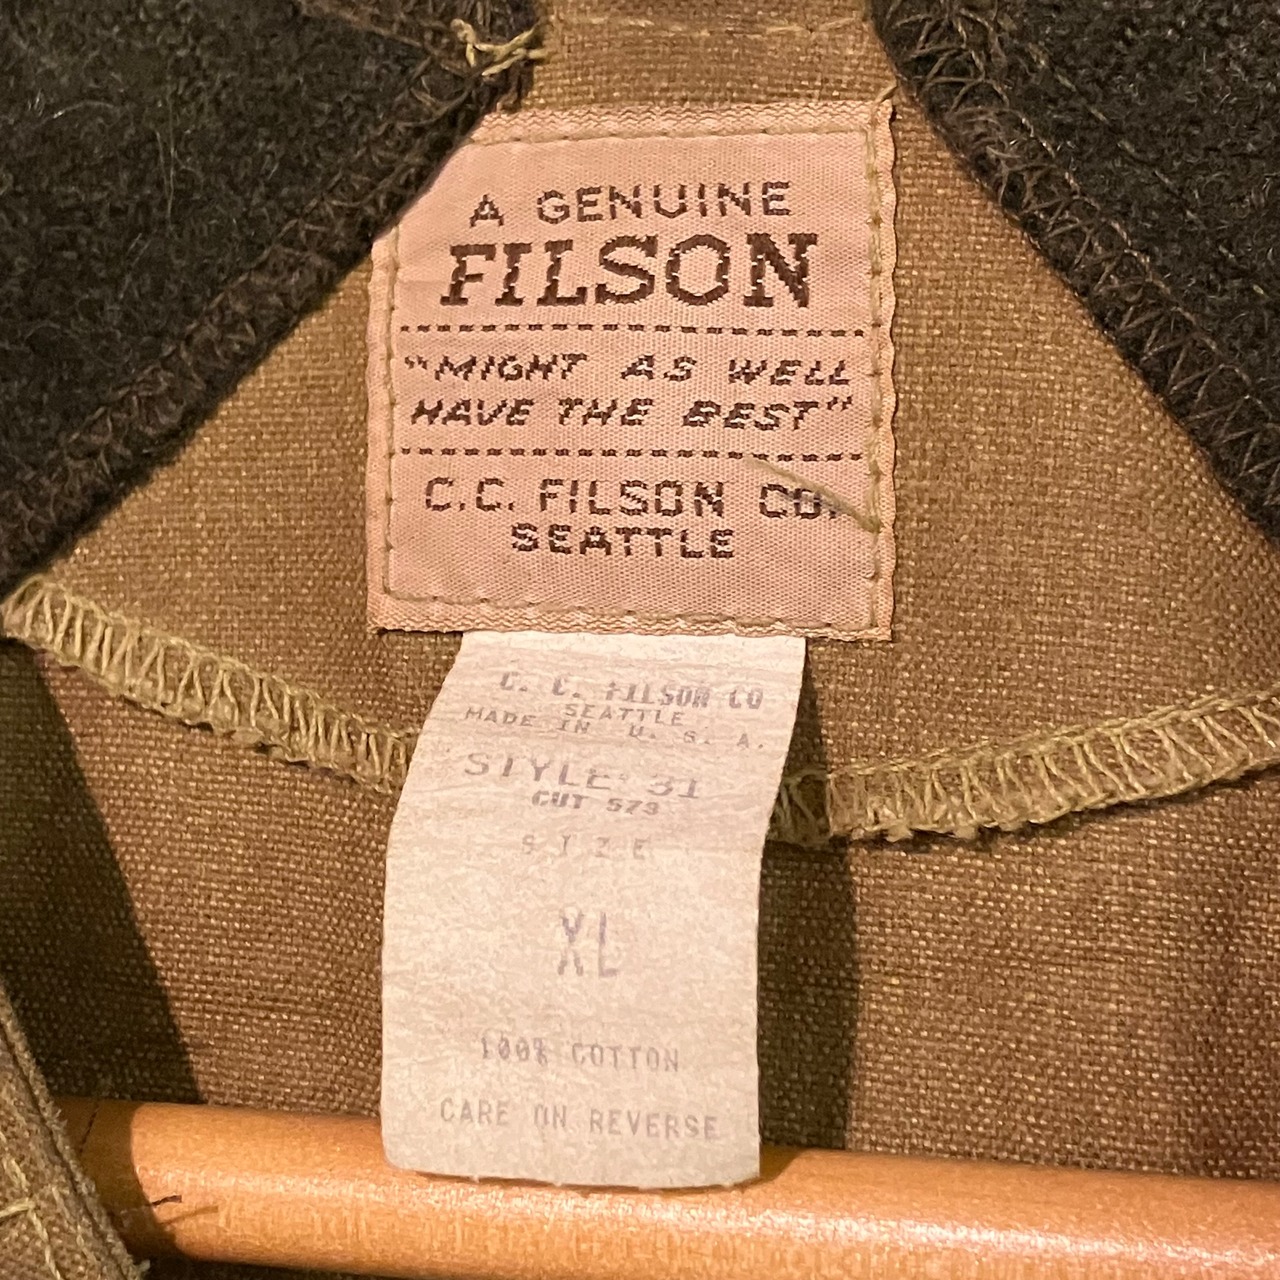 A GENUINE
FILSON
"MIGHT AS WELL
HAVE THE BEST"
C.C. FILSON CO.
SEATTLE
C. C. FILSON CO
SEATTLE
MADE IN U. S. A.
STYLE 31
CUT 573
SIZE
XL
100% COTTON
CARE ON REVERSE